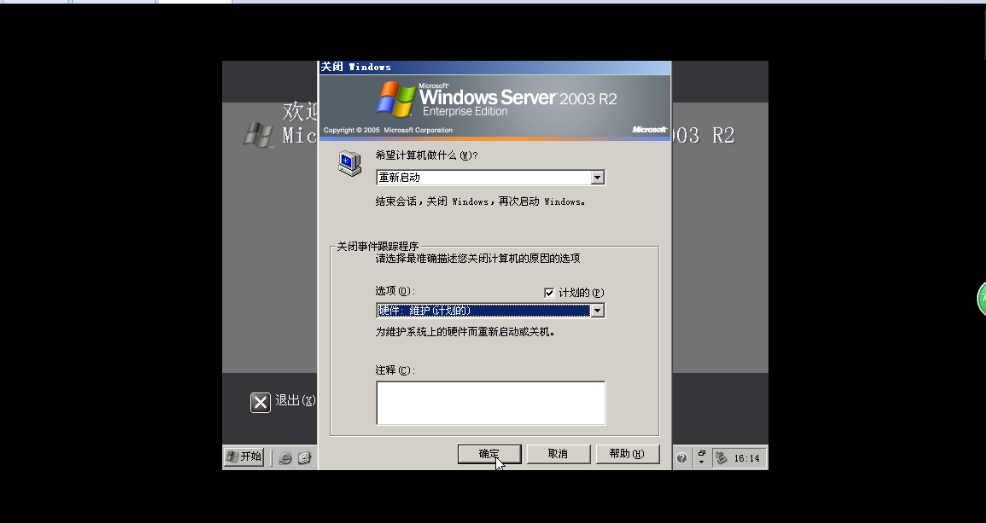 关闭 Windows
Microsoft
Windows Server 2003 R2
Enterprise Edition
Copyright © 2005 Microsoft Corporation
Microsoft
欢迎
Mic
003 R2
希望计算机做什么(W)?
重新启动
结束会话，关闭 Windows，再次启动 Windows。
关闭事件跟踪程序
请选择最准确描述您关闭计算机的原因的选项
选项(O):
计划的(P)
硬件: 维护(计划的)
为维护系统上的硬件而重新启动或关机。
注释(C):
退出(X)
确定
取消
帮助(H)
开始
16:14